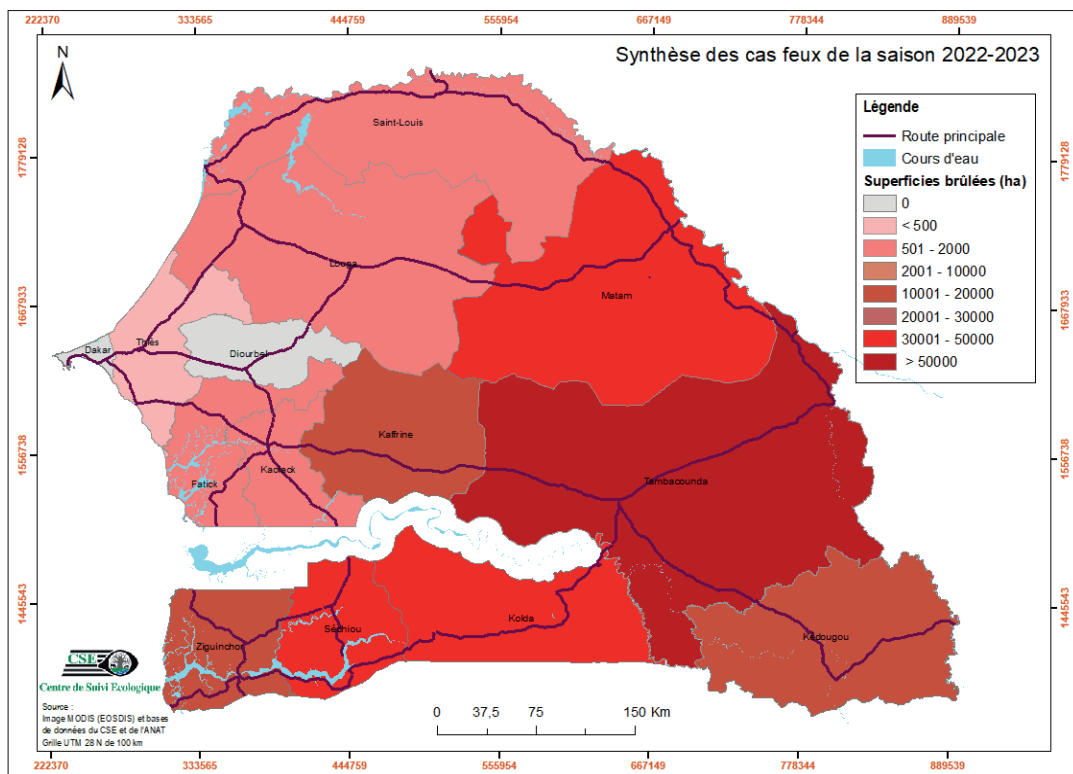 222370 333565 444759 555954 667149 778344 889539
Synthèse des cas feux de la saison 2022-2023
N
Légende
Route principale
Cours d'eau
Superficies brûlées (ha)
0
< 500
501 - 2000
2001 - 10000
10001 - 20000
20001 - 30000
30001 - 50000
> 50000
1779128 1779128
1667933 1667933
1556738 1556738
1445543 1445543
Saint-Louis
Louga
Matam
Dakar
Thiès
Diourbel
Kaffrine
Kaolack
Fatick
Tambacounda
Kolda
Sédhiou
Ziguinchor
Kédougou
CSE
Centre de Suivi Ecologique
Source :
Image MODIS (EOSDIS) et bases
de données du CSE et de l'ANAT
Grille UTM 28 N de 100 km
0 37,5 75 150 Km
222370 333565 444759 555954 667149 778344 889539